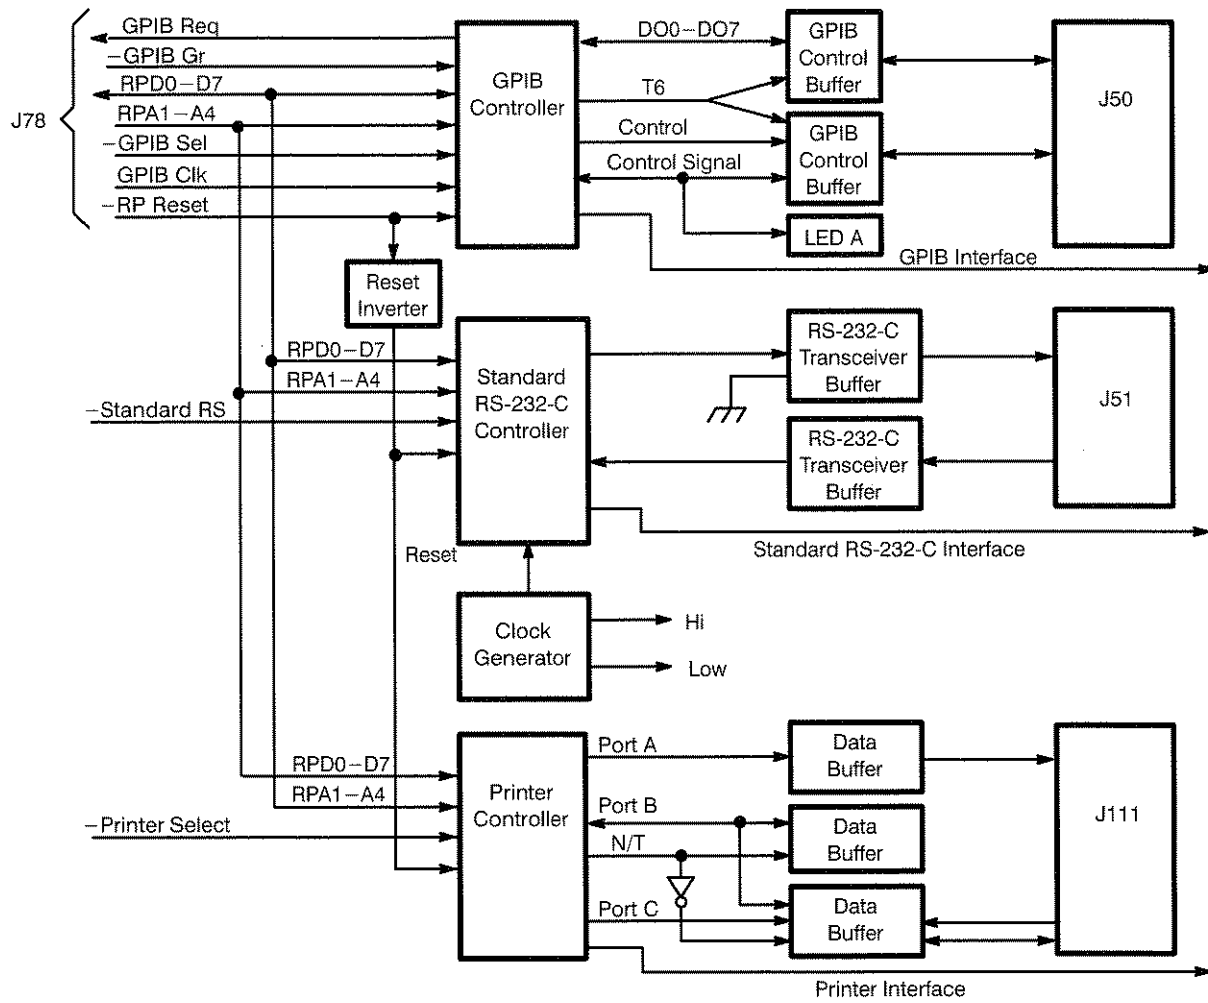 GPIB Req
−GPIB Gr
RPD0−D7
RPA1−A4
−GPIB Sel
GPIB Clk
−RP Reset
J78
GPIB
Controller
DO0−DO7
T6
Control
Control Signal
GPIB
Control
Buffer
GPIB
Control
Buffer
LED A
J50
GPIB Interface
Reset
Inverter
RPD0−D7
RPA1−A4
−Standard RS
Standard
RS-232-C
Controller
RS-232-C
Transceiver
Buffer
RS-232-C
Transceiver
Buffer
J51
Standard RS-232-C Interface
Reset
Clock
Generator
Hi
Low
RPD0−D7
RPA1−A4
−Printer Select
Printer
Controller
Port A
Port B
N/T
Port C
Data
Buffer
Data
Buffer
Data
Buffer
J111
Printer Interface